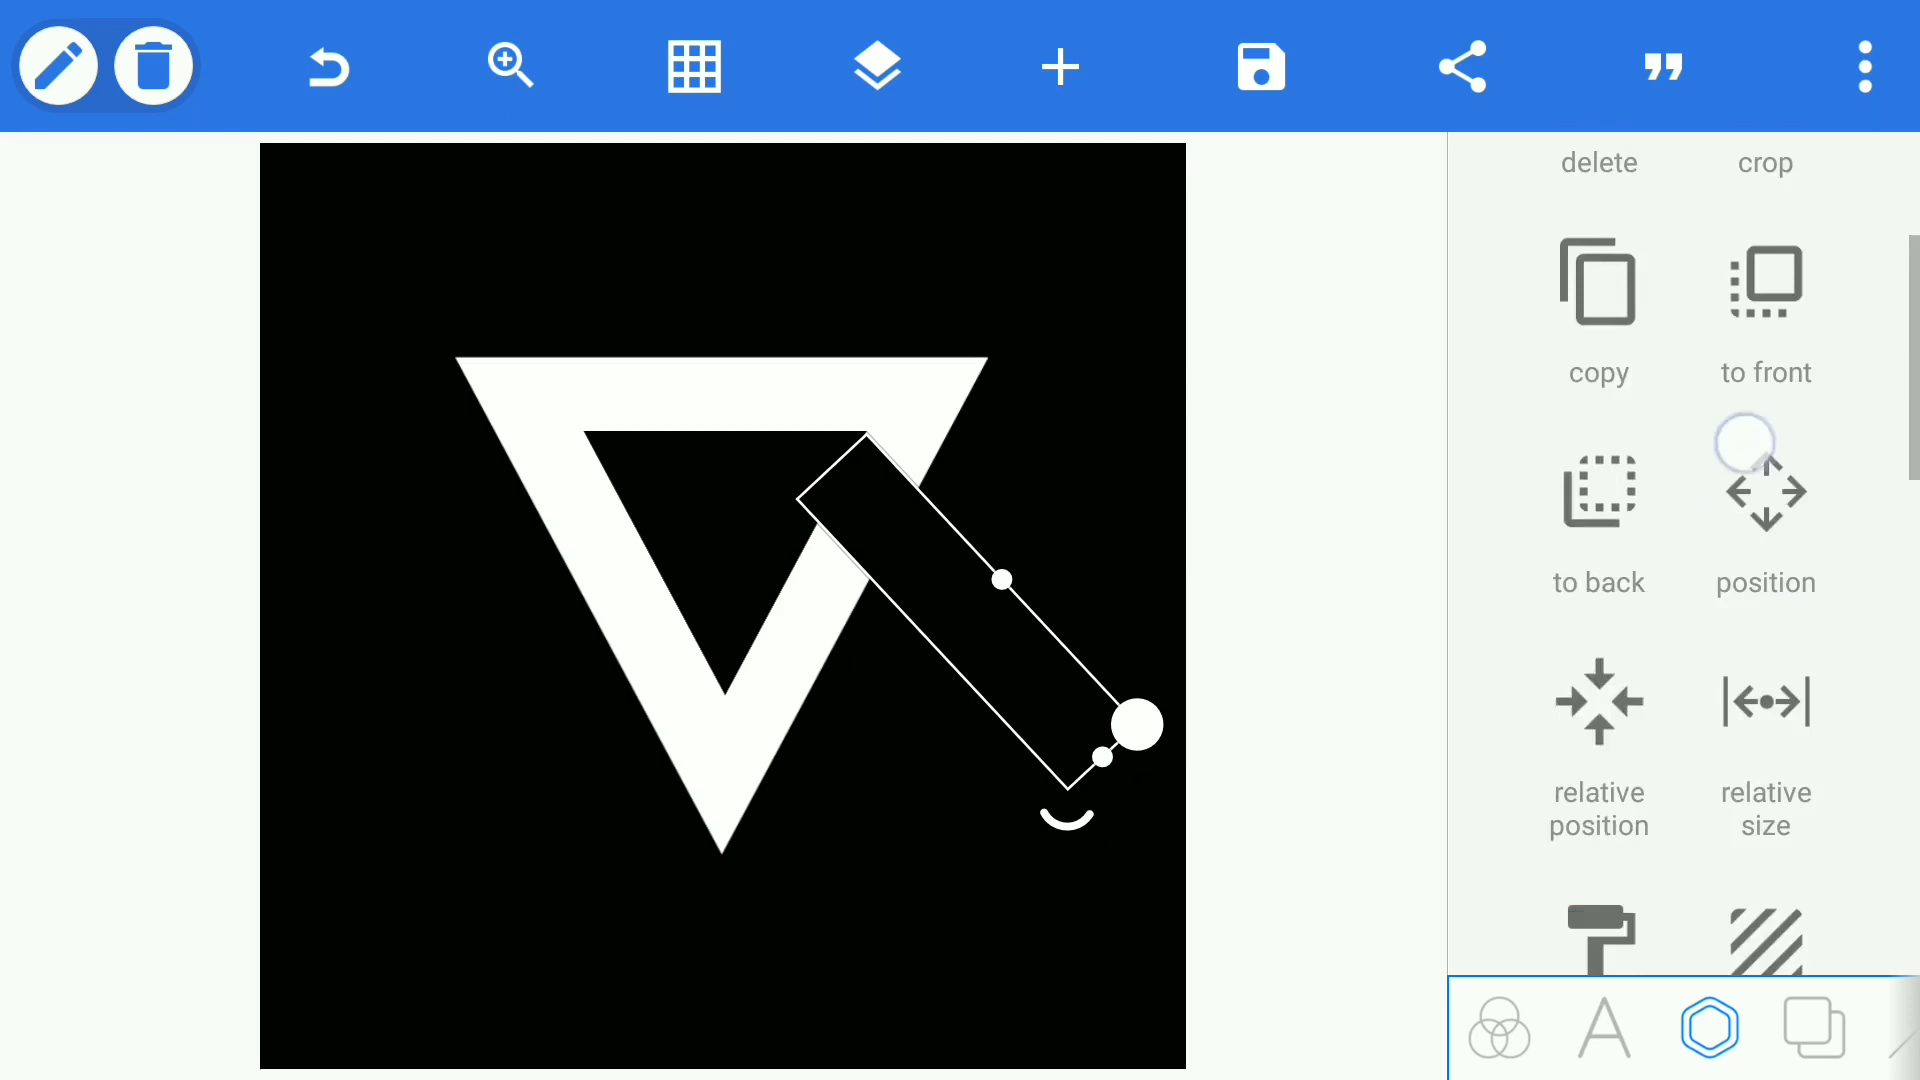 delete
crop
copy
to front
to back
position
relative
position
relative
size